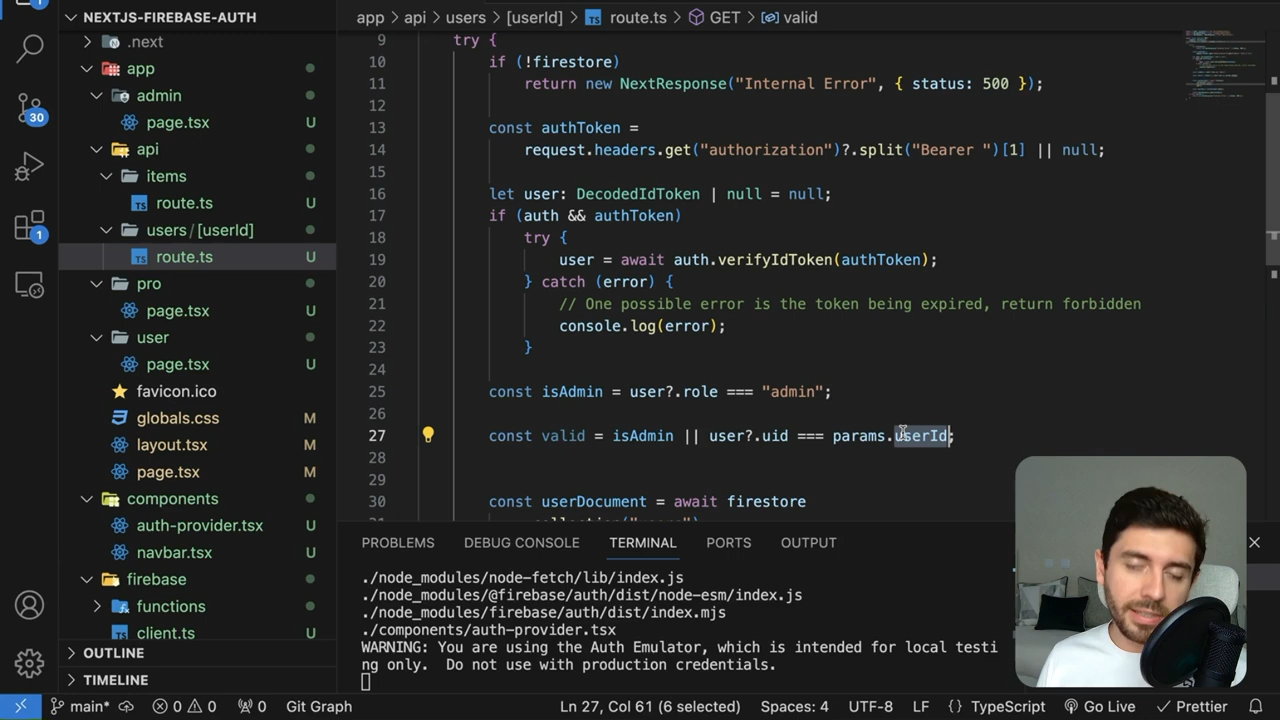 NEXTJS-FIREBASE-AUTH
.next
app
admin
page.tsx U
api
items
route.ts U
users / [userId]
route.ts U
pro
page.tsx U
user
page.tsx U
favicon.ico
globals.css M
layout.tsx M
page.tsx M
components
auth-provider.tsx U
navbar.tsx U
firebase
functions
client.ts U
OUTLINE
TIMELINE
30
1
app > api > users > [userId] > route.ts > GET > valid
9 try {
10 if (!firestore)
11 return new NextResponse("Internal Error", { status: 500 });
12
13 const authToken =
14 request.headers.get("authorization")?.split("Bearer ")[1] || null;
15
16 let user: DecodedIdToken | null = null;
17 if (auth && authToken)
18 try {
19 user = await auth.verifyIdToken(authToken);
20 } catch (error) {
21 // One possible error is the token being expired, return forbidden
22 console.log(error);
23 }
24
25 const isAdmin = user?.role === "admin";
26
27 const valid = isAdmin || user?.uid === params.userId;
28
29
30 const userDocument = await firestore
PROBLEMS DEBUG CONSOLE TERMINAL PORTS OUTPUT
./node_modules/node-fetch/lib/index.js
./node_modules/@firebase/auth/dist/node-esm/index.js
./node_modules/firebase/auth/dist/index.mjs
./components/auth-provider.tsx
WARNING: You are using the Auth Emulator, which is intended for local testi
ng only.  Do not use with production credentials.
main* 0 0 0 Git Graph Ln 27, Col 61 (6 selected) Spaces: 4 UTF-8 LF {} TypeScript Go Live Prettier